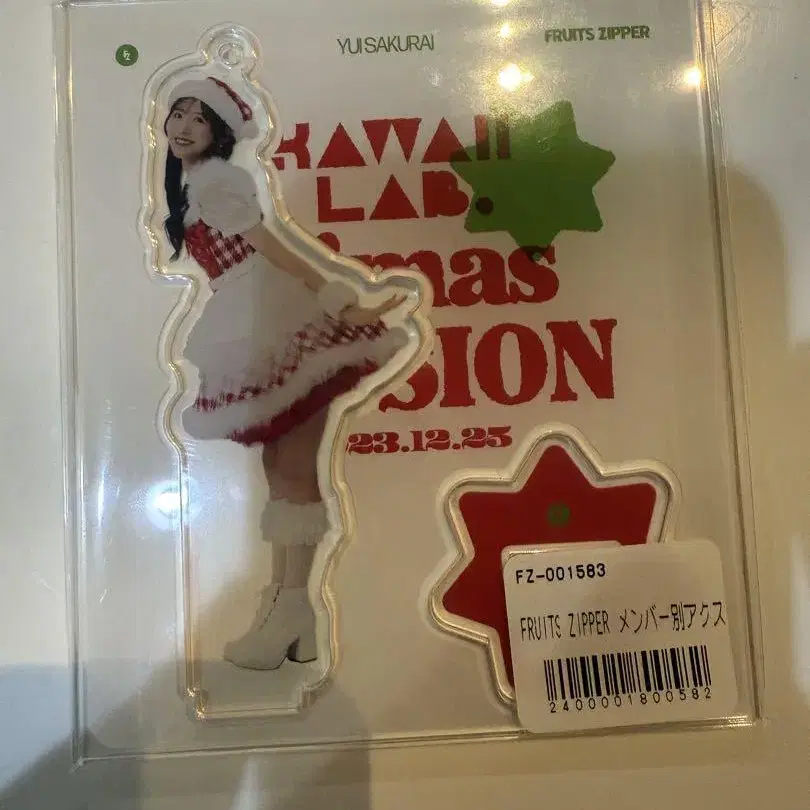 FZ
YUI SAKURAI
FRUITS ZIPPER
KAWAII
LAB.
mas
SION
23.12.25
FZ-001583
FRUITS ZIPPER メンバー別アクス
2400001800582